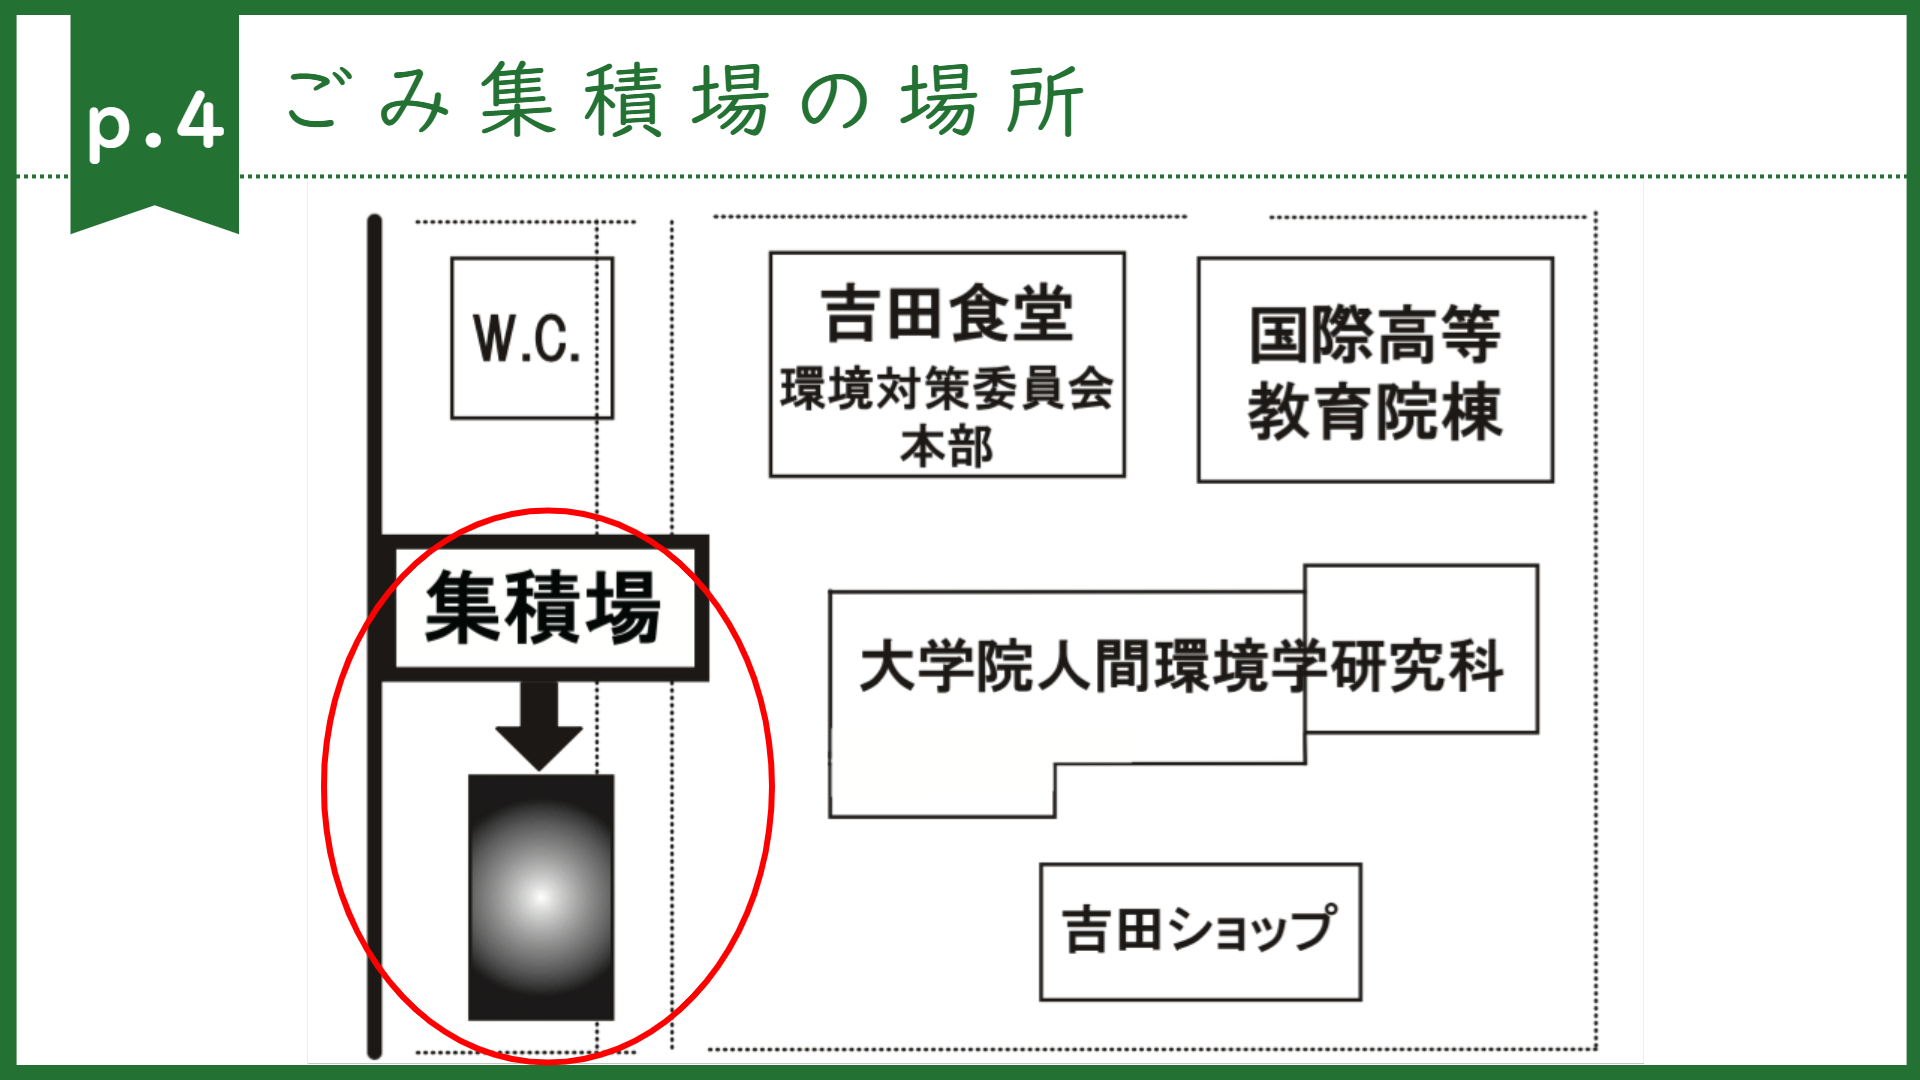 p.4
ごみ集積場の場所
W.C.
吉田食堂
環境対策委員会
本部
国際高等
教育院棟
集積場
大学院人間環境学研究科
吉田ショップ